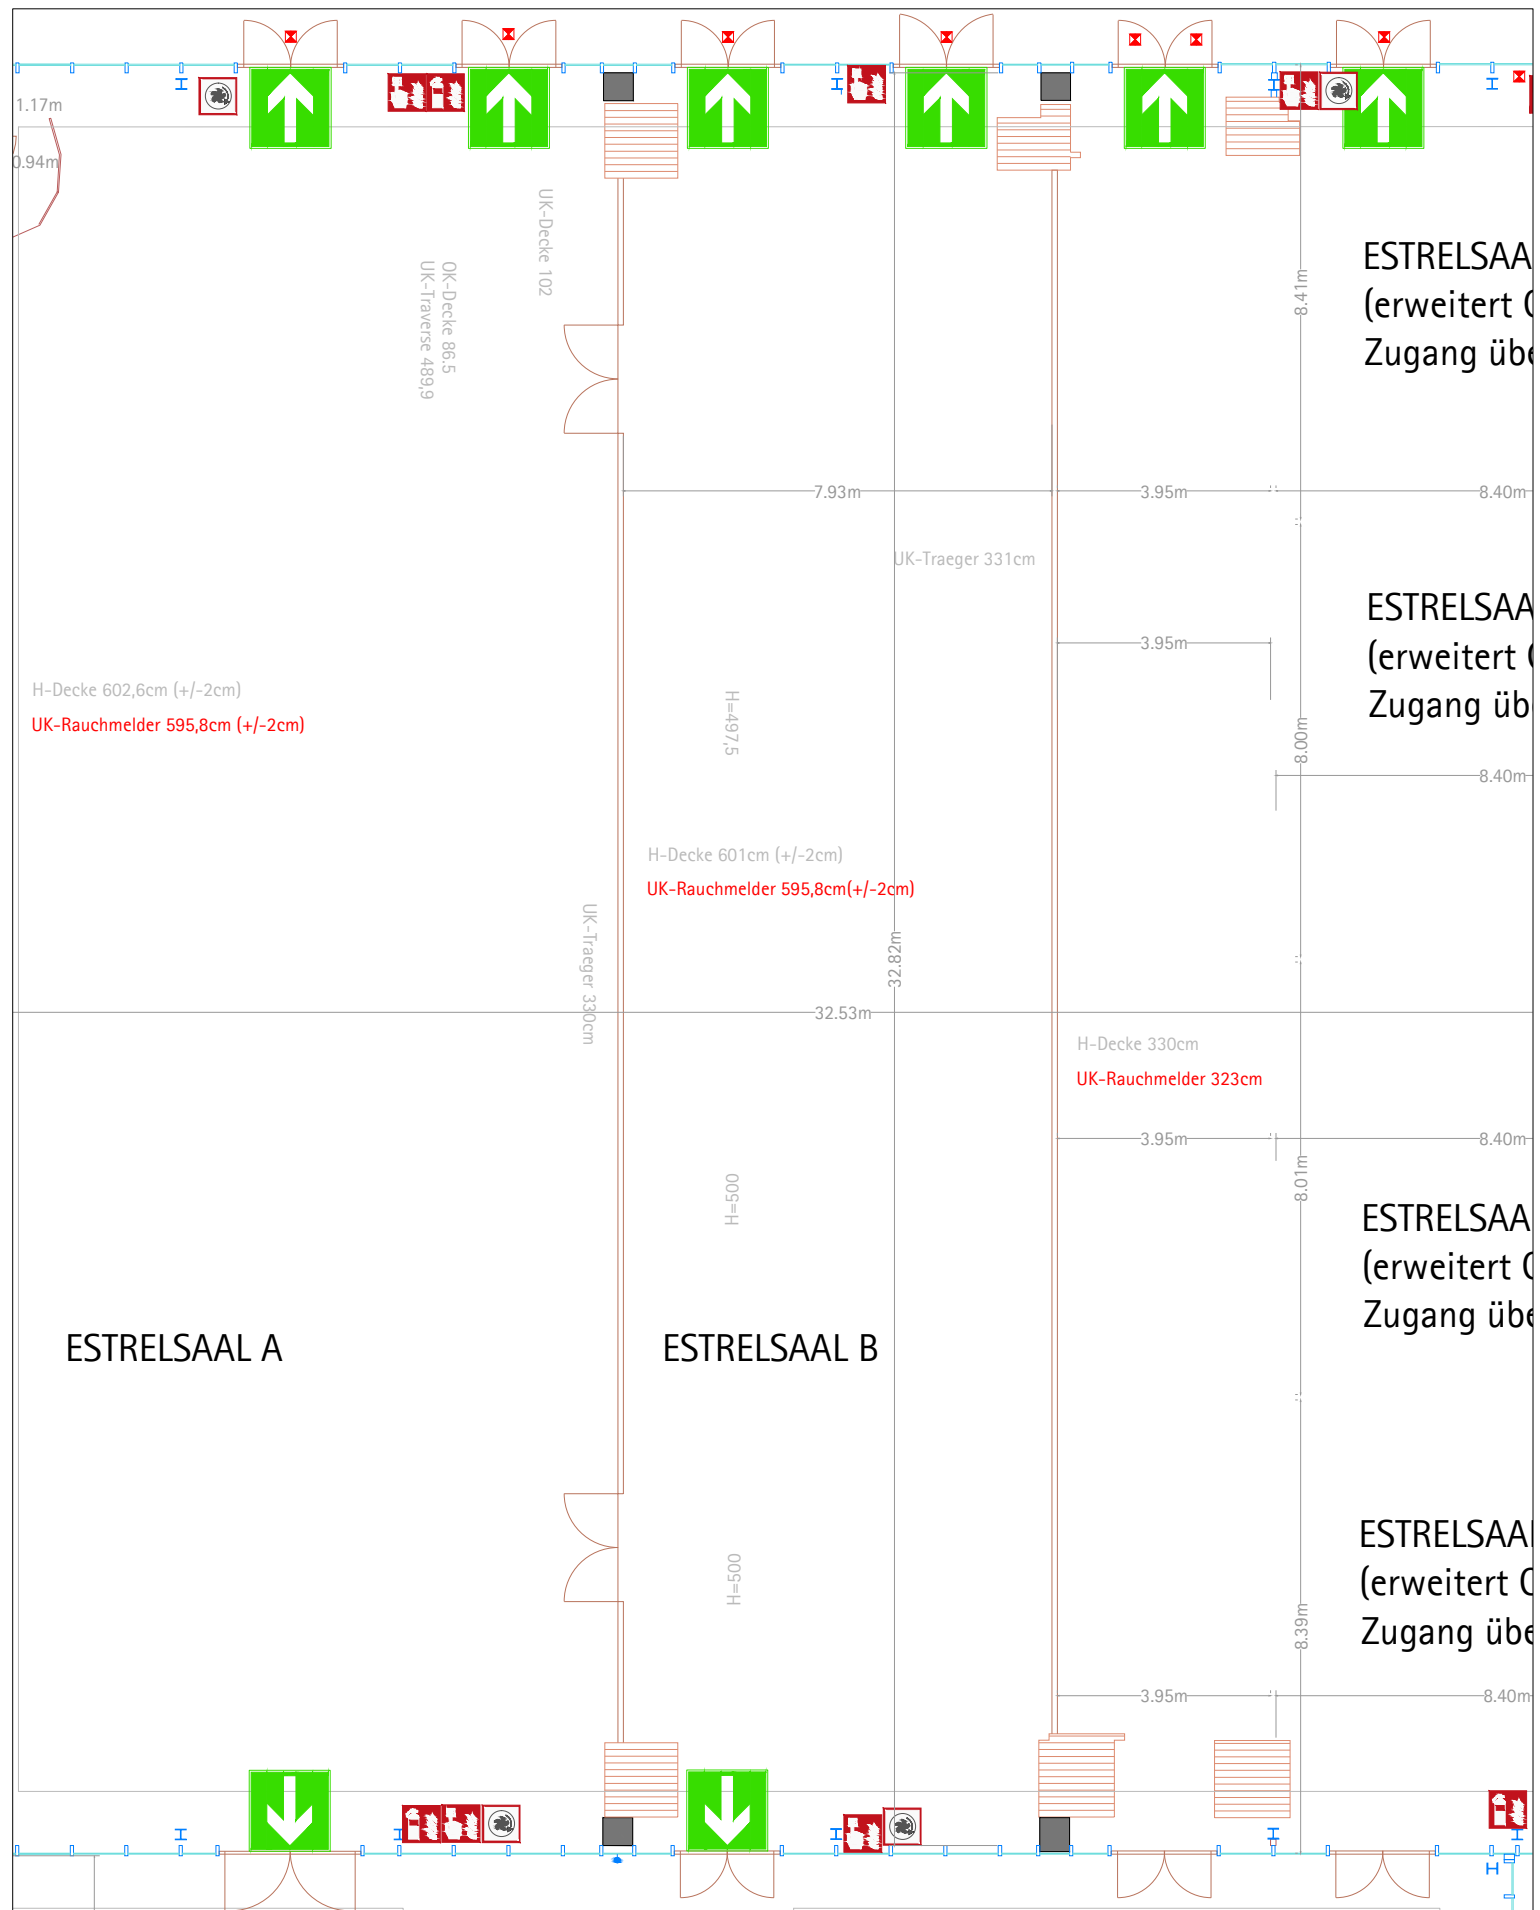 1.17m
0.94m
UK-Decke 102
OK-Decke 86.5
UK-Traverse 489,9
8.41m
ESTRELSAA
(erweitert
Zugang übe
7.93m
3.95m
8.40m
UK-Traeger 331cm
ESTRELSAA
(erweitert
Zugang üb
3.95m
H-Decke 602,6cm (+/-2cm)
UK-Rauchmelder 595,8cm (+/-2cm)
H=497,5
8.00m
8.40m
H-Decke 601cm (+/-2cm)
UK-Rauchmelder 595,8cm(+/-2cm)
UK-Traeger 330cm
32.82m
32.53m
H-Decke 330cm
UK-Rauchmelder 323cm
3.95m
8.40m
8.01m
H=500
ESTRELSAA
(erweitert
Zugang übe
ESTRELSAAL A
ESTRELSAAL B
H=500
ESTRELSAAL
(erweitert
Zugang übe
8.39m
3.95m
8.40m